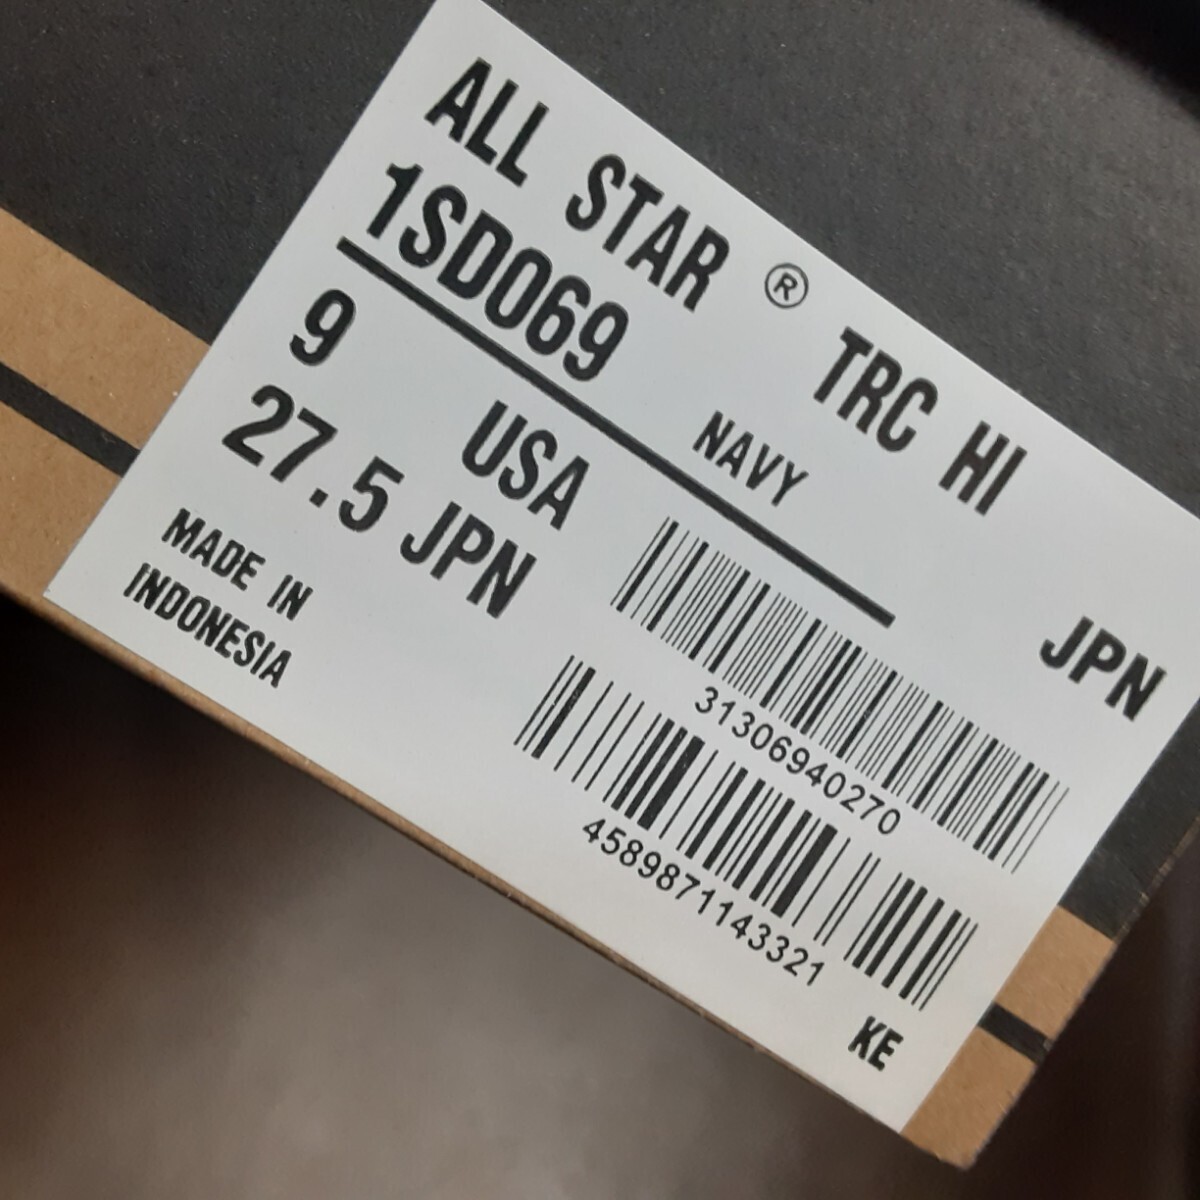 ALL STAR ® TRC HI
1SD069 NAVY JPN
9 USA
27.5 JPN
MADE IN
INDONESIA
31306940270
4589871143321
KE